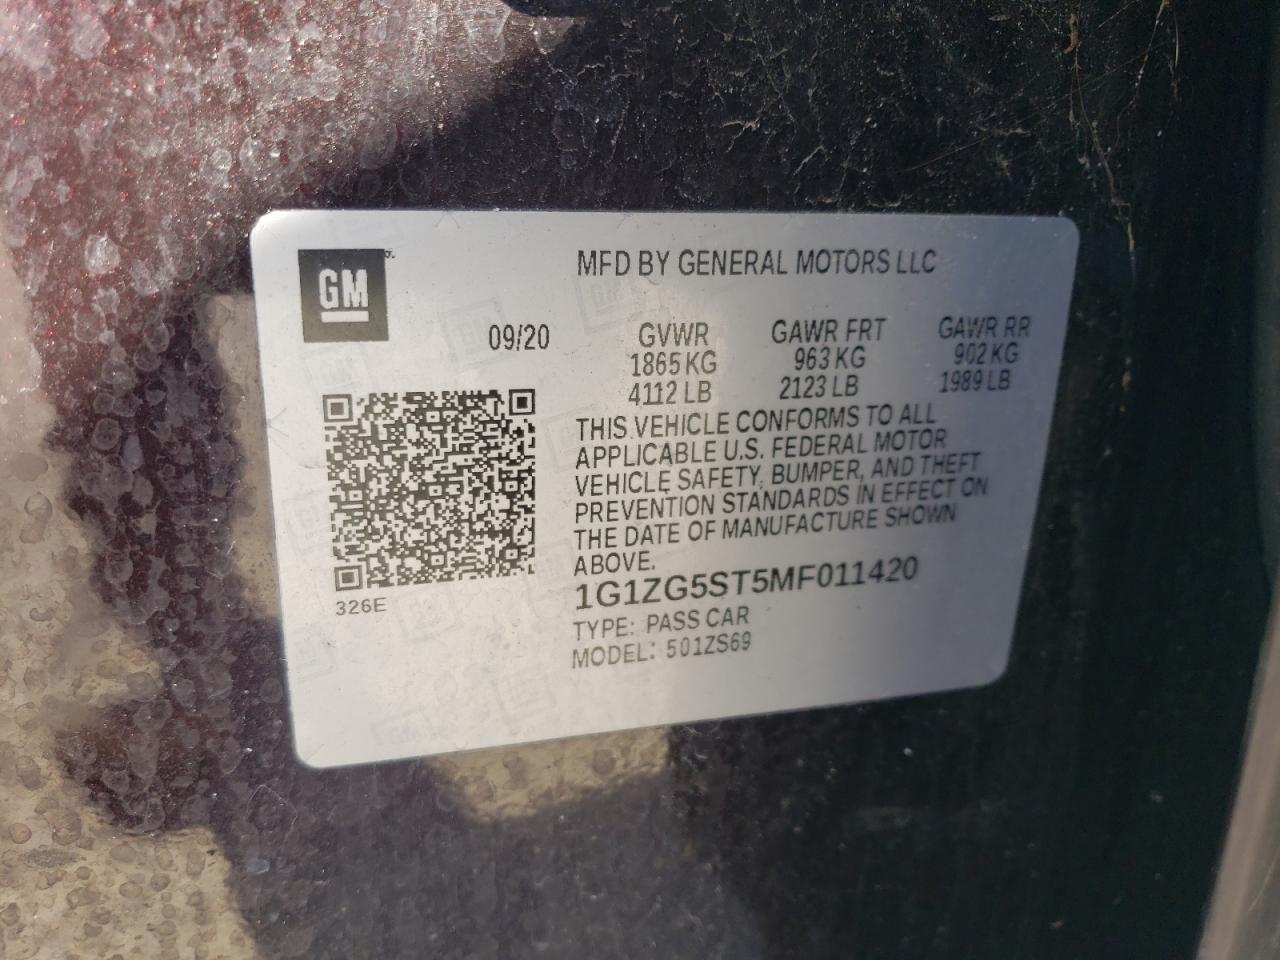 GM
MFD BY GENERAL MOTORS LLC
09/20
GVWR
1865 KG
4112 LB
GAWR FRT
963 KG
2123 LB
GAWR RR
902 KG
1989 LB
THIS VEHICLE CONFORMS TO ALL
APPLICABLE U.S. FEDERAL MOTOR
VEHICLE SAFETY, BUMPER, AND THEFT
PREVENTION STANDARDS IN EFFECT ON
THE DATE OF MANUFACTURE SHOWN
ABOVE.
1G1ZG5ST5MF011420
326E
TYPE: PASS CAR
MODEL: 501ZS69